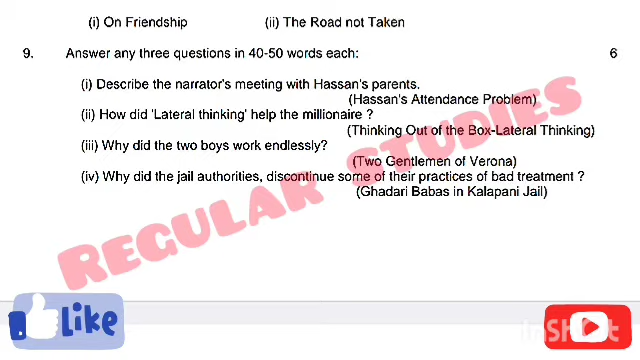 (i) On Friendship (ii) The Road not Taken
9. Answer any three questions in 40-50 words each: 6
(i) Describe the narrator's meeting with Hassan's parents.
(Hassan's Attendance Problem)
(ii) How did 'Lateral thinking' help the millionaire ?
(Thinking Out of the Box-Lateral Thinking)
(iii) Why did the two boys work endlessly?
(Two Gentlemen of Verona)
(iv) Why did the jail authorities, discontinue some of their practices of bad treatment ?
(Ghadari Babas in Kalapani Jail)
REGULAR STUDIES
Like
InShOt